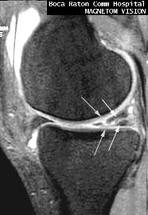 Boca Raton Comm Hospital
MAGNETOM VISION